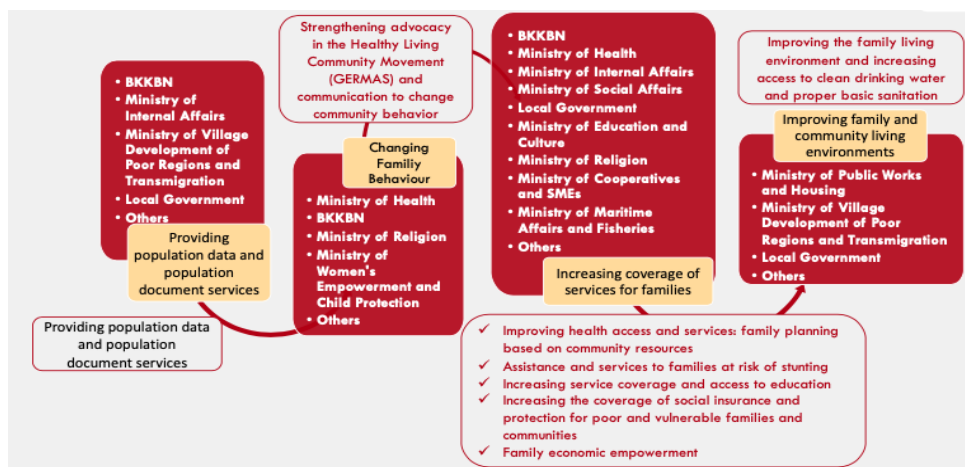 • BKKBN
• Ministry of
Internal Affairs
• Ministry of Village
Development of
Poor Regions and
Transmigration
• Local Government
• Others
Providing
population data and
population
document services
Providing population data
and population
document services
Strengthening advocacy
in the Healthy Living
Community Movement
(GERMAS) and
communication to change
community behavior
Changing
Familiy
Behaviour
• Ministry of Health
• BKKBN
• Ministry of Religion
• Ministry of
Women's
Empowerment and
Child Protection
• Others
• BKKBN
• Ministry of Health
• Ministry of Internal Affairs
• Ministry of Social Affairs
• Local Government
• Ministry of Education and
Culture
• Ministry of Religion
• Ministry of Cooperatives
and SMEs
• Ministry of Maritime
Affairs and Fisheries
• Others
Increasing coverage of
services for families
✓ Improving health access and services: family planning
based on community resources
✓ Assistance and services to families at risk of stunting
✓ Increasing service coverage and access to education
✓ Increasing the coverage of social insurance and
protection for poor and vulnerable families and
communities
✓ Family economic empowerment
Improving the family living
environment and increasing
access to clean drinking water
and proper basic sanitation
Improving family and
community living
environments
• Ministry of Public Works
and Housing
• Ministry of Village
Development of Poor
Regions and Transmigration
• Local Government
• Others